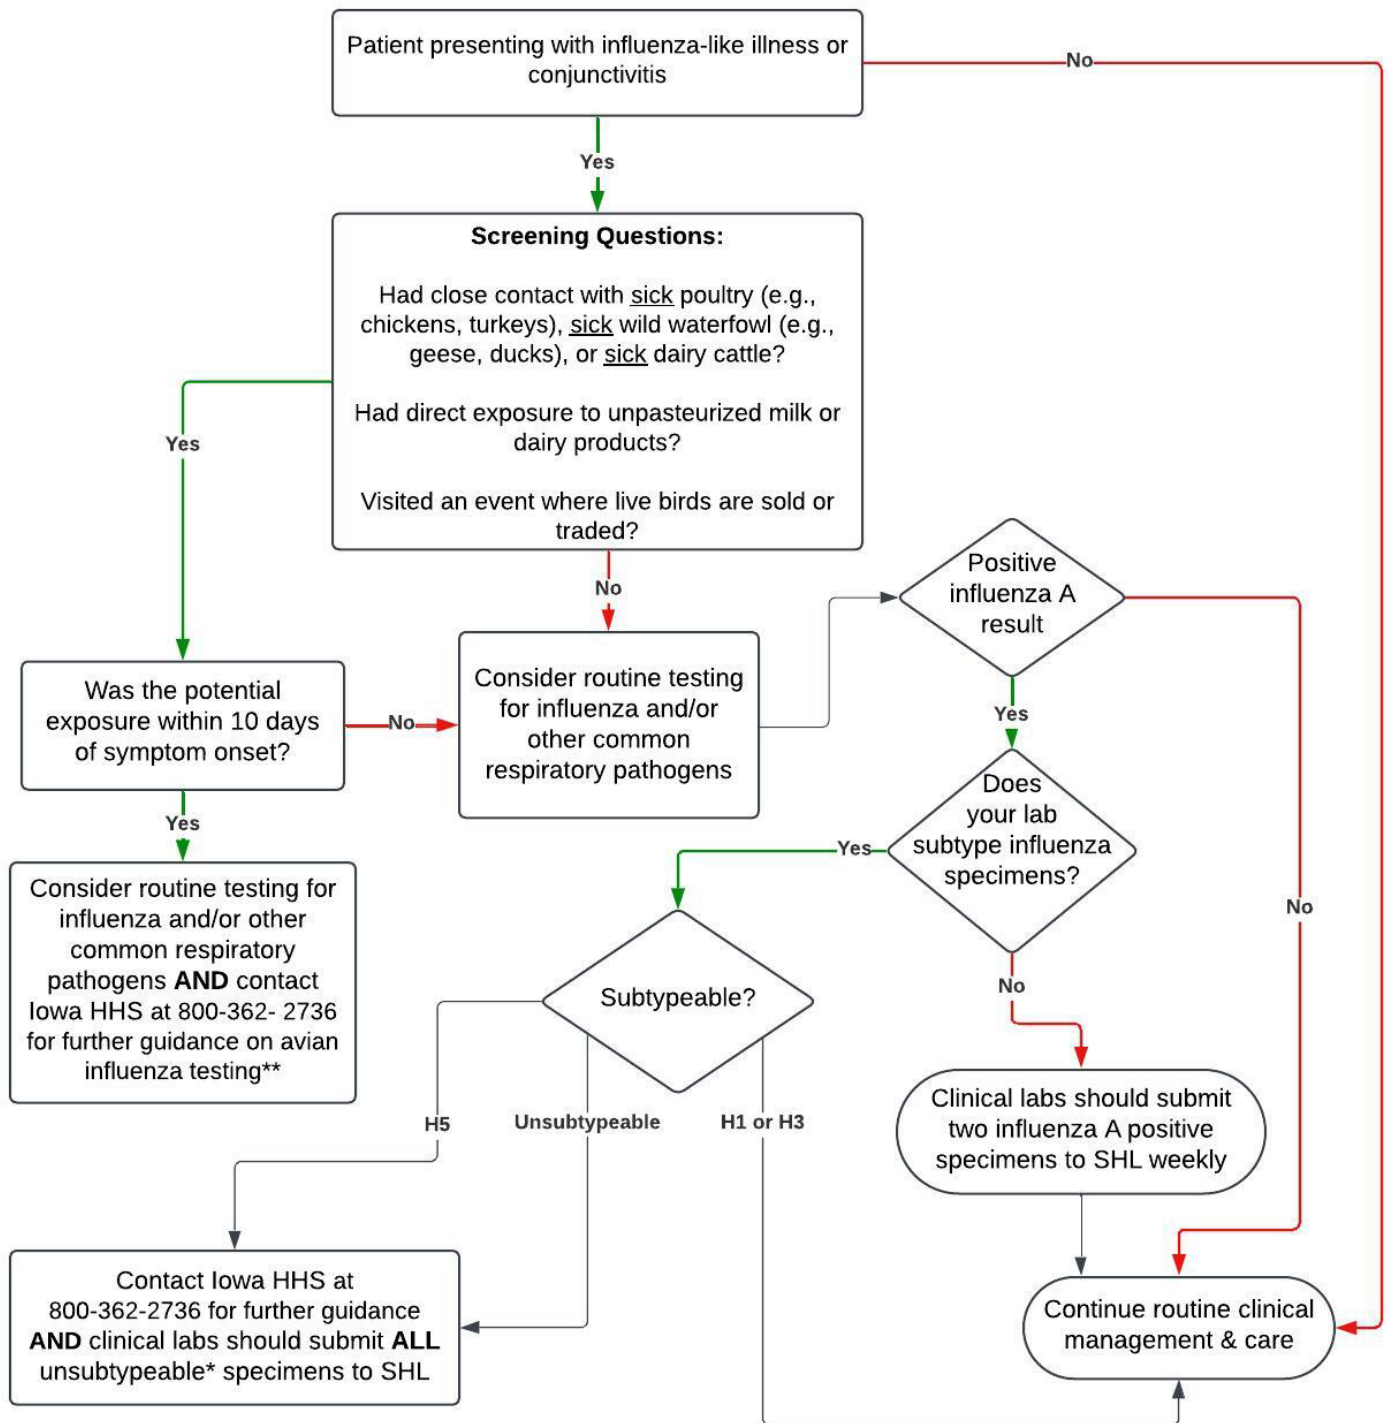 Patient presenting with influenza-like illness or
conjunctivitis
No
Yes
Screening Questions:
Had close contact with sick poultry (e.g.,
chickens, turkeys), sick wild waterfowl (e.g.,
geese, ducks), or sick dairy cattle?
Had direct exposure to unpasteurized milk or
dairy products?
Visited an event where live birds are sold or
traded?
Yes
No
Was the potential
exposure within 10 days
of symptom onset?
No
Consider routine testing
for influenza and/or
other common
respiratory pathogens
Positive
influenza A
result
Yes
No
Yes
Consider routine testing for
influenza and/or other
common respiratory
pathogens AND contact
Iowa HHS at 800-362- 2736
for further guidance on avian
influenza testing**
Does
your lab
subtype influenza
specimens?
Yes
No
Subtypeable?
H5
Unsubtypeable
H1 or H3
Clinical labs should submit
two influenza A positive
specimens to SHL weekly
Contact Iowa HHS at
800-362-2736 for further guidance
AND clinical labs should submit ALL
unsubtypeable* specimens to SHL
Continue routine clinical
management & care